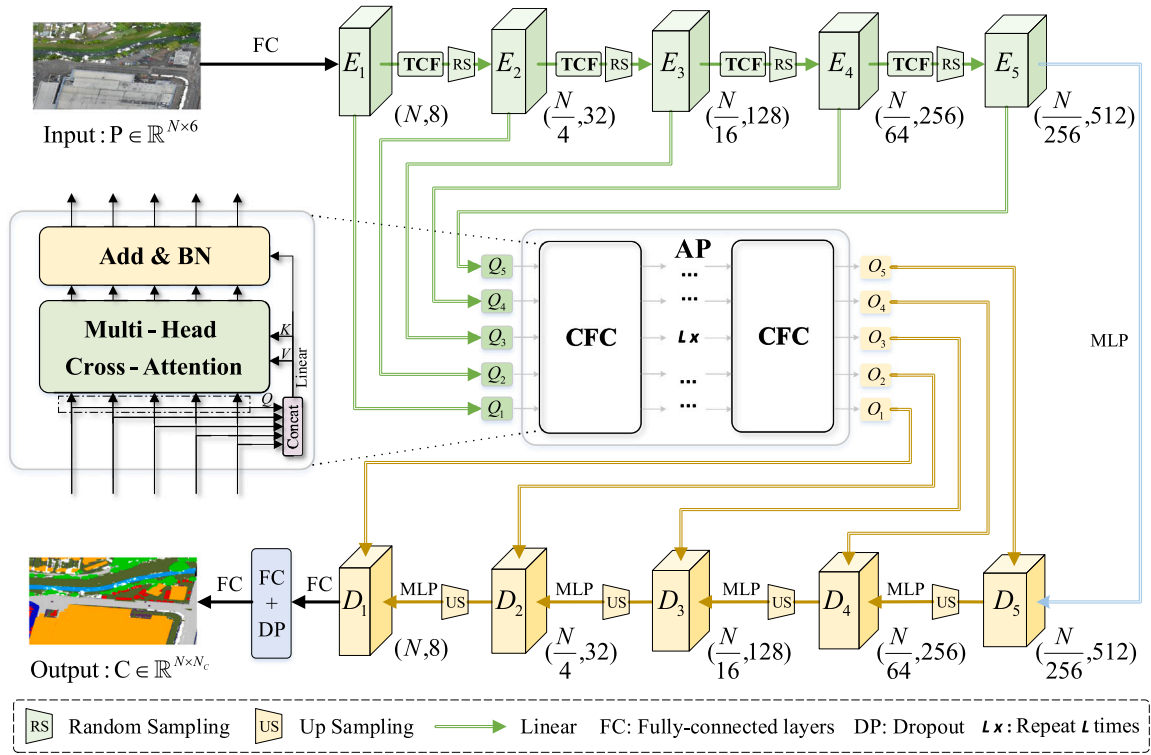 FC
E₁ TCF RS E₂ TCF RS E₃ TCF RS E₄ TCF RS E₅
(N,8) (N/4,32) (N/16,128) (N/64,256) (N/256,512)
Input : P ∈ ℝ^{N×6}
Add & BN
Multi - Head
Cross - Attention
K
V
Linear
Q
Concat
AP
Q₅ ... O₅
Q₄ ... O₄
Q₃ CFC Lx CFC O₃
Q₂ ... O₂
Q₁ ... O₁
MLP
FC FC + DP FC D₁ MLP US D₂ MLP US D₃ MLP US D₄ MLP US D₅
(N,8) (N/4,32) (N/16,128) (N/64,256) (N/256,512)
Output : C ∈ ℝ^{N×N_C}
RS Random Sampling US Up Sampling Linear FC: Fully-connected layers DP: Dropout Lx: Repeat L times